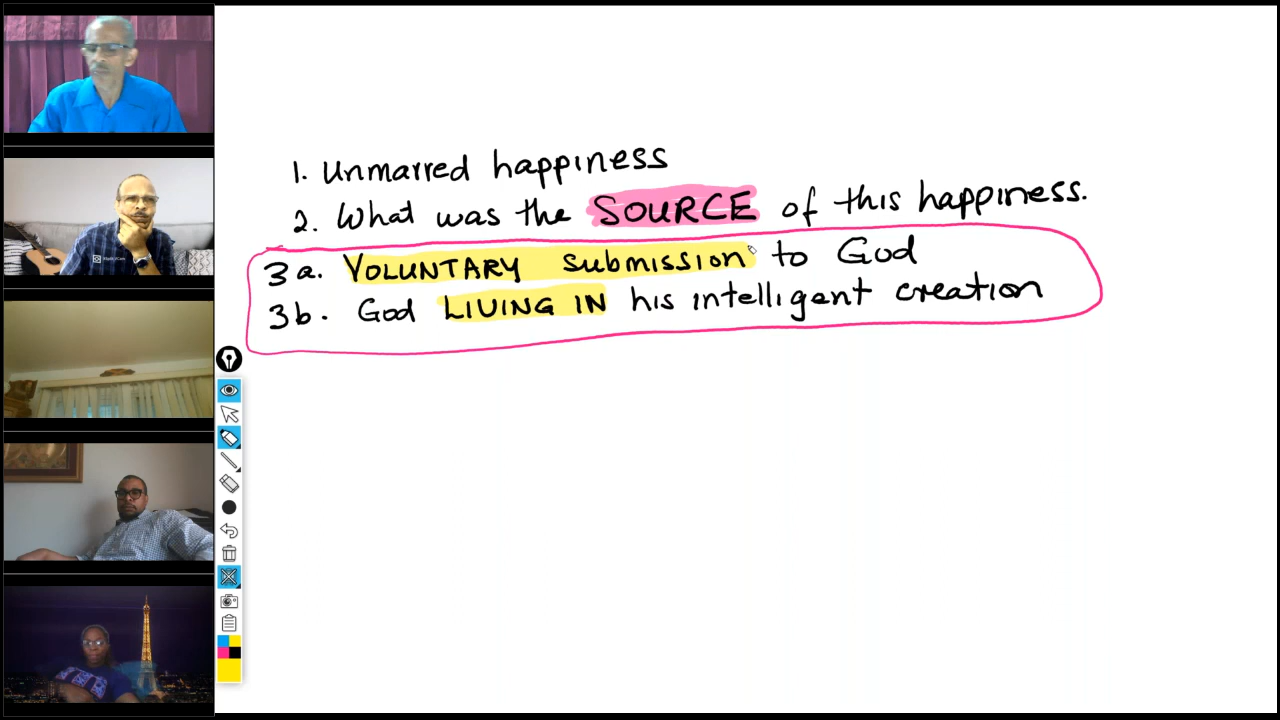 1. Unmarred happiness
2. What was the SOURCE of this happiness.
3a. VOLUNTARY submission to God
3b. God LIVING IN his intelligent creation